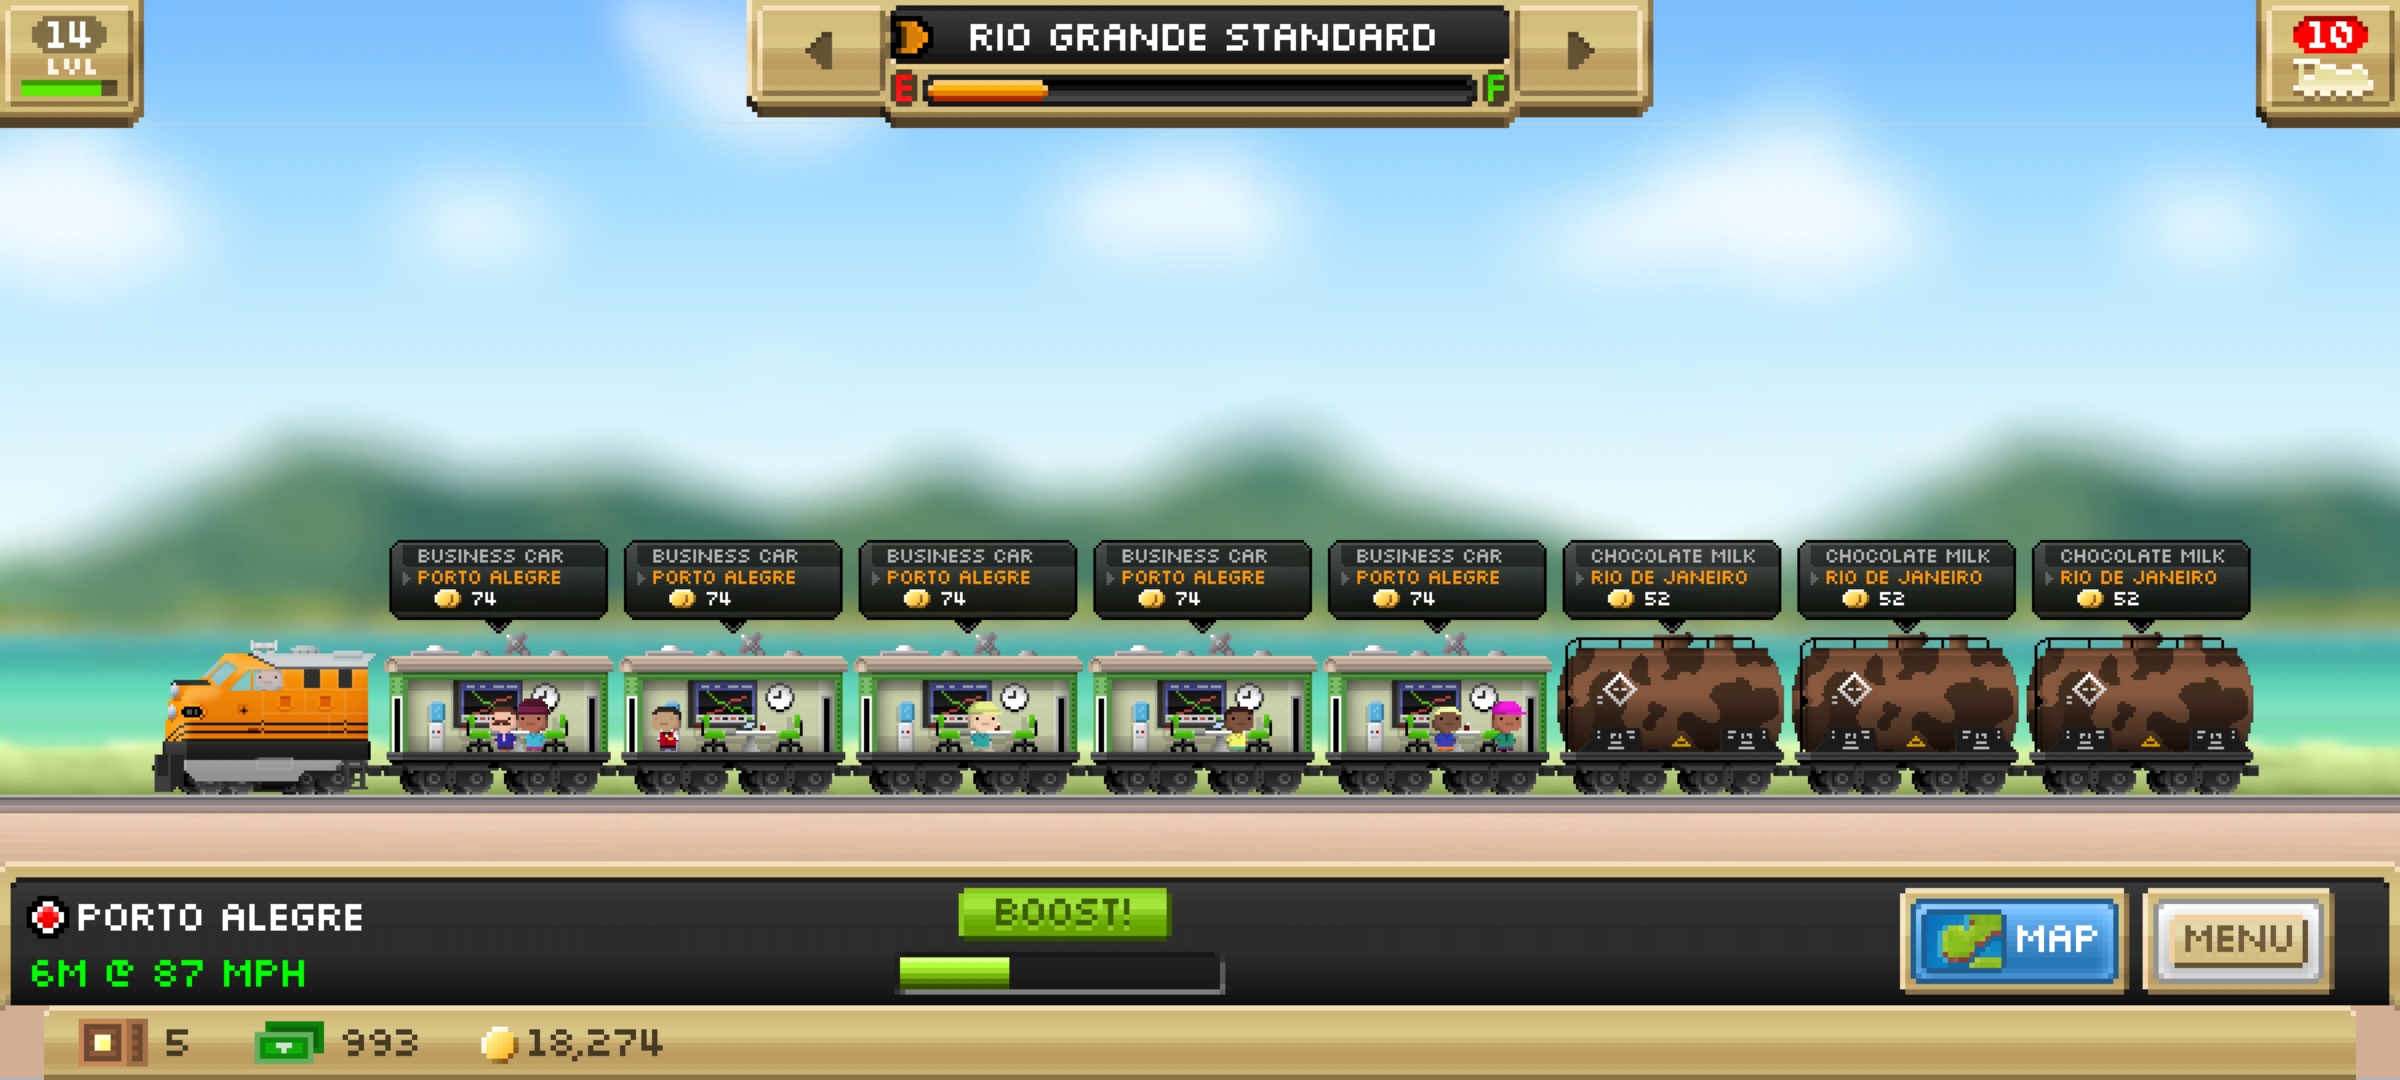 14
LVL
RIO GRANDE STANDARD
E F
10
BUSINESS CAR
PORTO ALEGRE
74
BUSINESS CAR
PORTO ALEGRE
74
BUSINESS CAR
PORTO ALEGRE
74
BUSINESS CAR
PORTO ALEGRE
74
BUSINESS CAR
PORTO ALEGRE
74
CHOCOLATE MILK
RIO DE JANEIRO
52
CHOCOLATE MILK
RIO DE JANEIRO
52
CHOCOLATE MILK
RIO DE JANEIRO
52
PORTO ALEGRE
6M @ 87 MPH
BOOST!
MAP
MENU
5 993 18,274